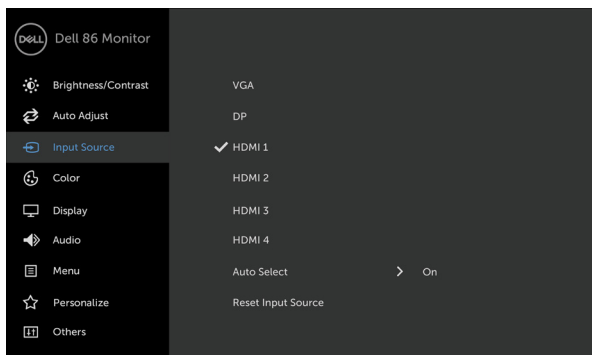 DELL Dell 86 Monitor
Brightness/Contrast
Auto Adjust
Input Source
Color
Display
Audio
Menu
Personalize
Others
VGA
DP
HDMI 1
HDMI 2
HDMI 3
HDMI 4
Auto Select On
Reset Input Source